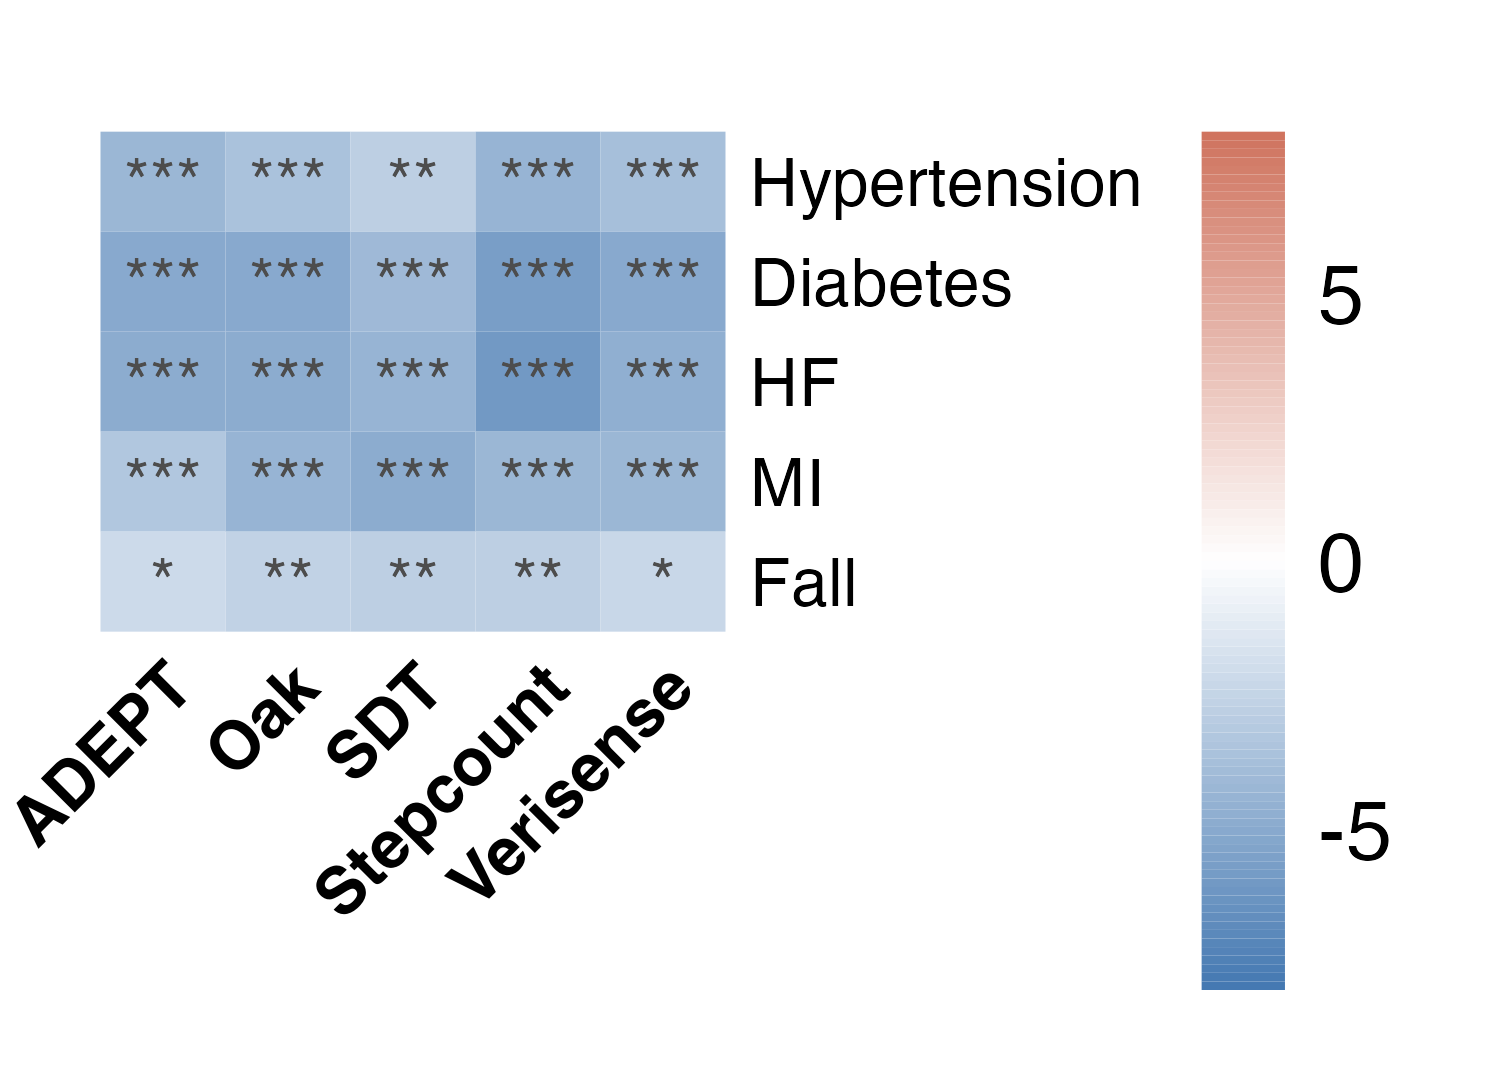 *** *** ** *** *** Hypertension
*** *** *** *** *** Diabetes
*** *** *** *** *** HF
*** *** *** *** *** MI
* ** ** ** * Fall
ADEPT
Oak
SDT
Stepcount
Verisense
5
0
-5